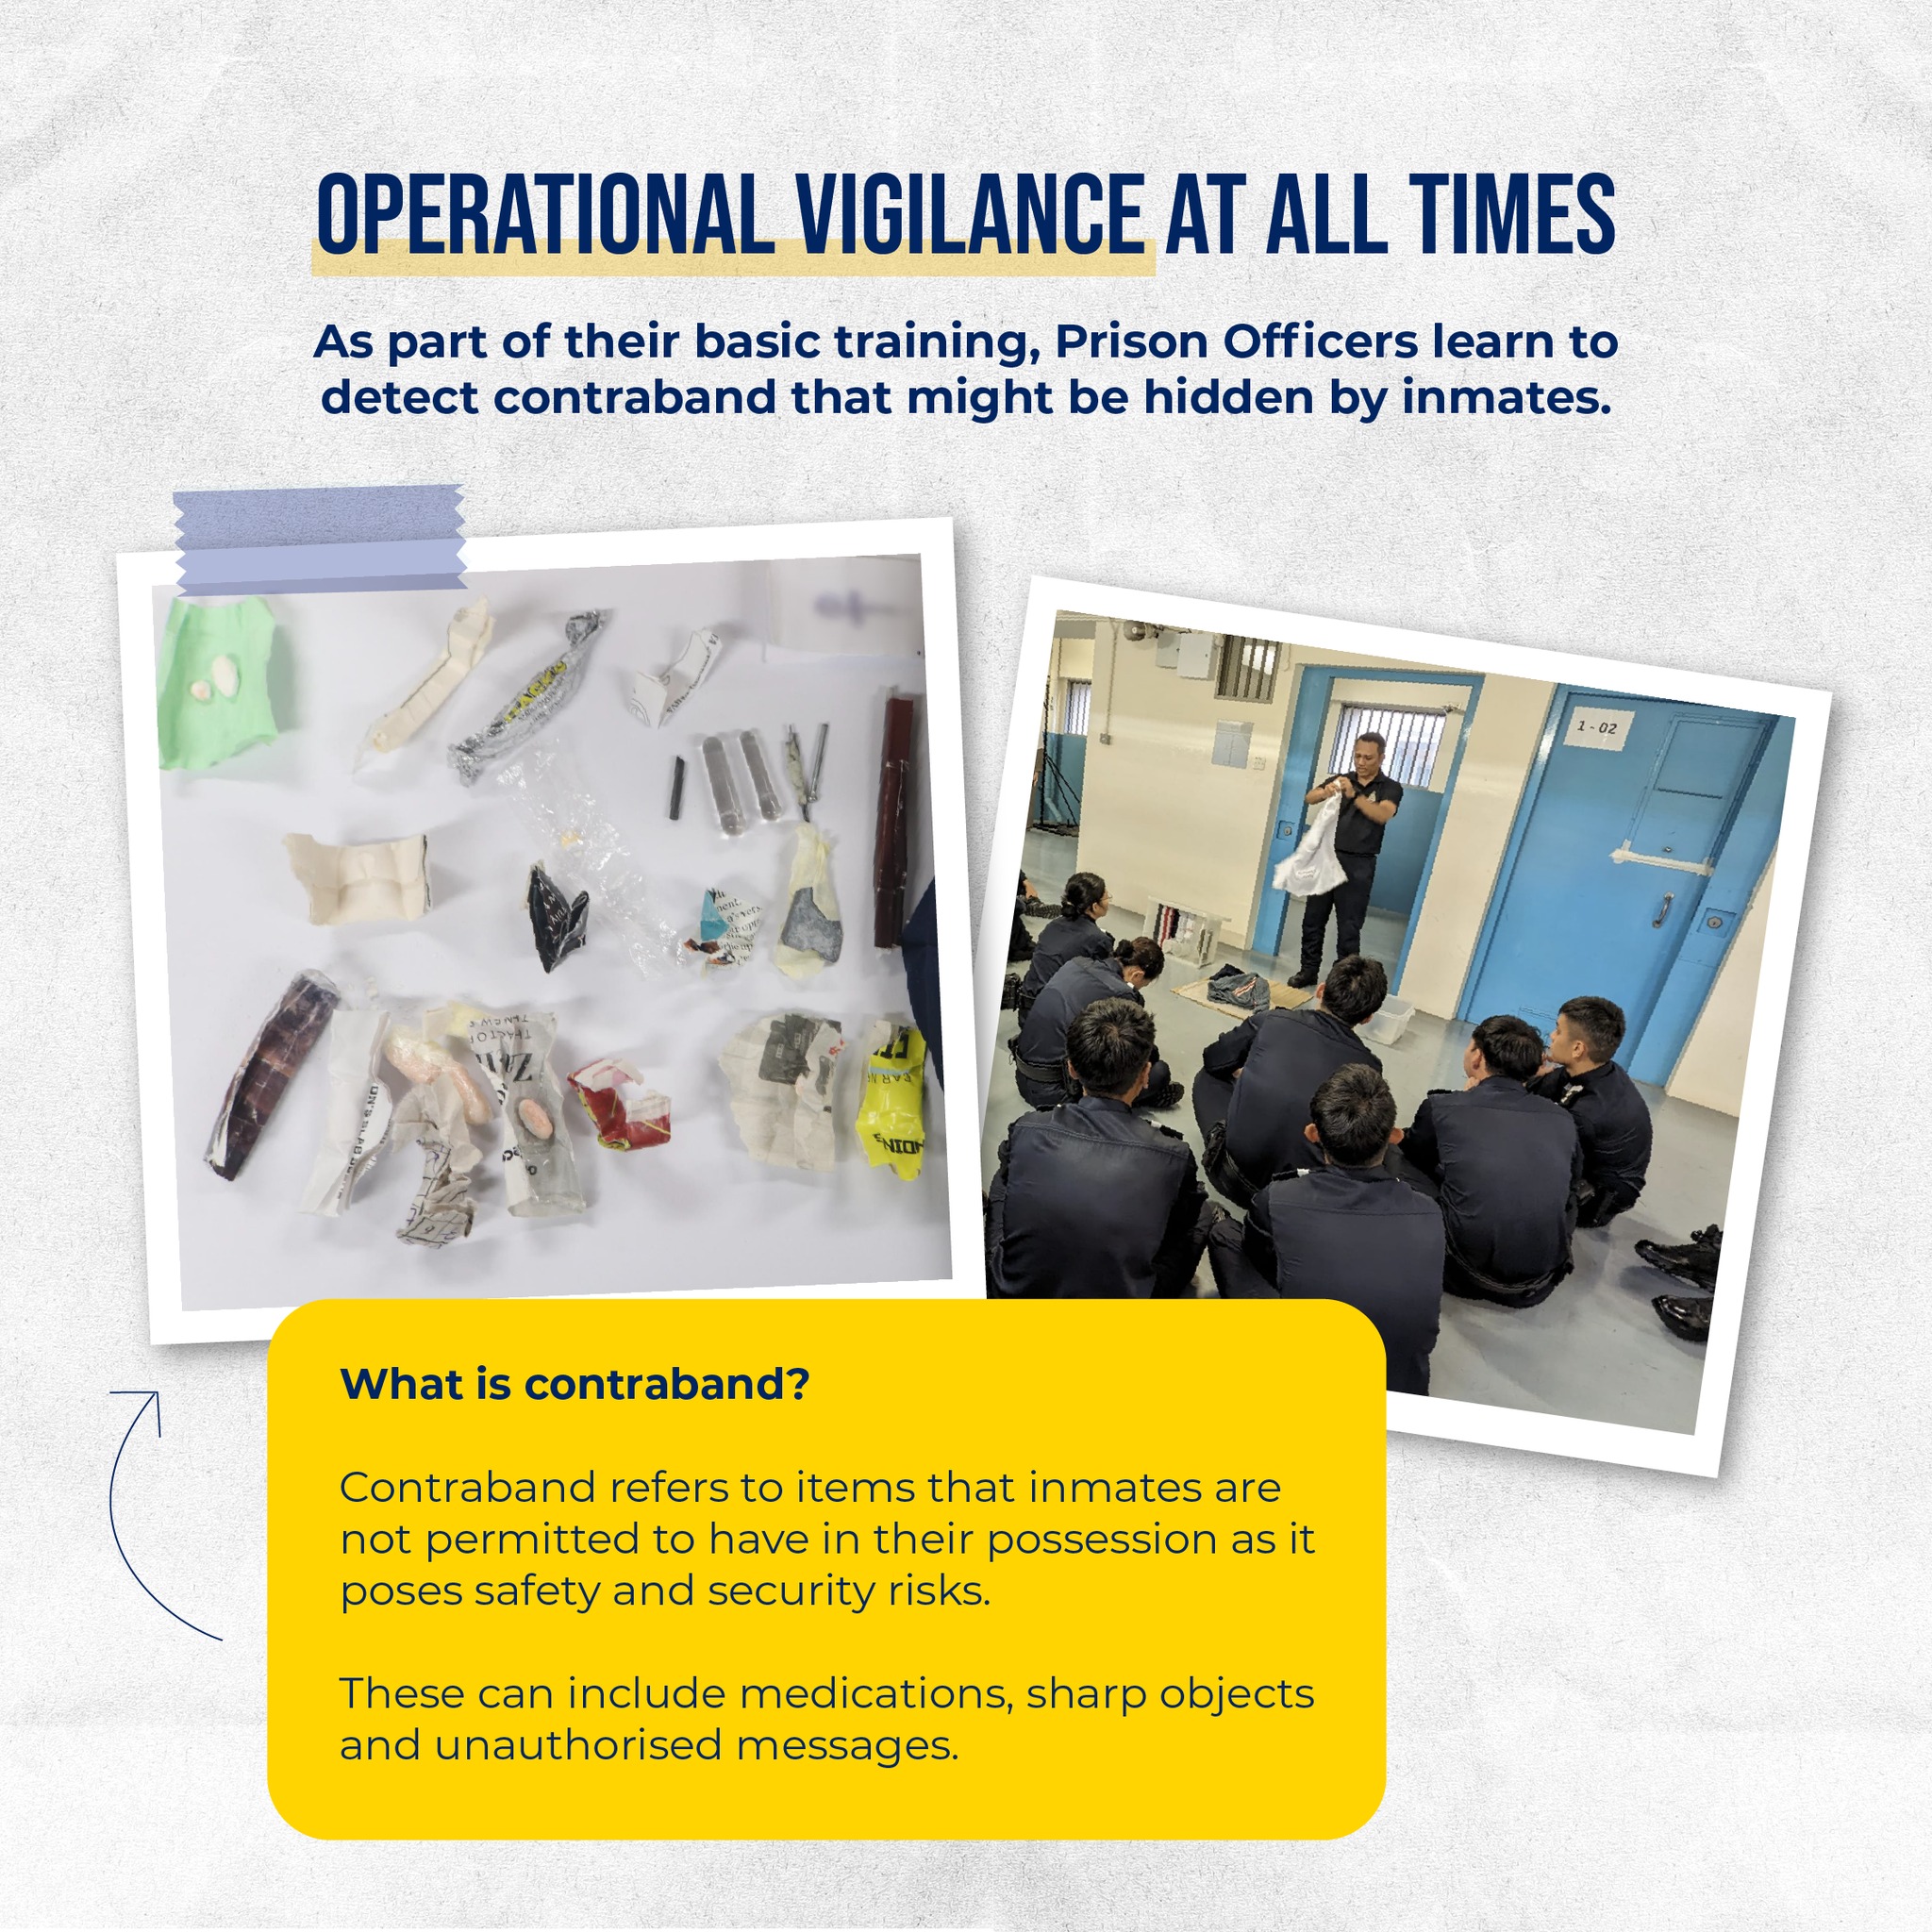 OPERATIONAL VIGILANCE AT ALL TIMES
As part of their basic training, Prison Officers learn to
detect contraband that might be hidden by inmates.
1 - 02
What is contraband?
Contraband refers to items that inmates are
not permitted to have in their possession as it
poses safety and security risks.
These can include medications, sharp objects
and unauthorised messages.